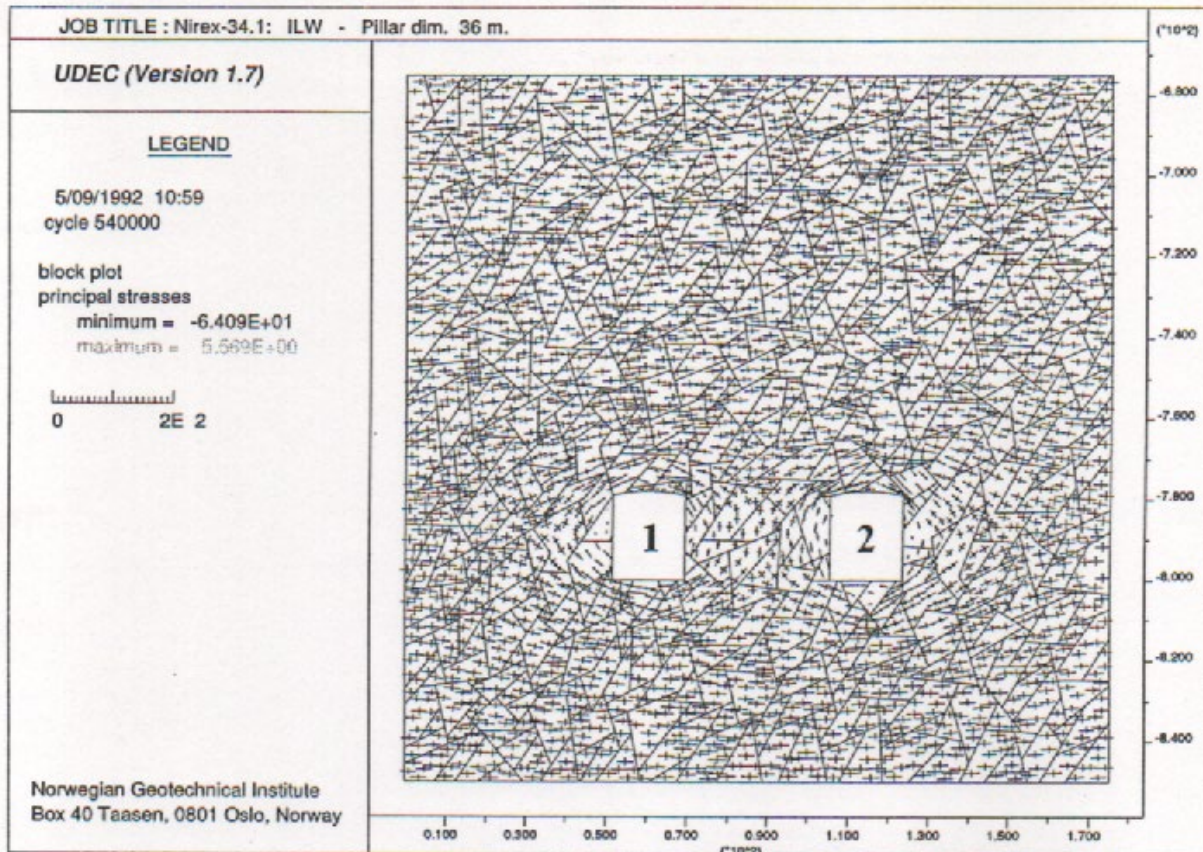 JOB TITLE : Nirex-34.1: ILW - Pillar dim. 36 m.
UDEC (Version 1.7)
LEGEND
5/09/1992 10:59
cycle 540000
block plot
principal stresses
minimum = -6.409E+01
maximum = 5.569E+00
0 2E 2
Norwegian Geotechnical Institute
Box 40 Taasen, 0801 Oslo, Norway
1 2
(*10^2)
-6.800
-7.000
-7.200
-7.400
-7.600
-7.800
-8.000
-8.200
-8.400
0.100 0.300 0.500 0.700 0.900 1.100 1.300 1.500 1.700
(*10^2)